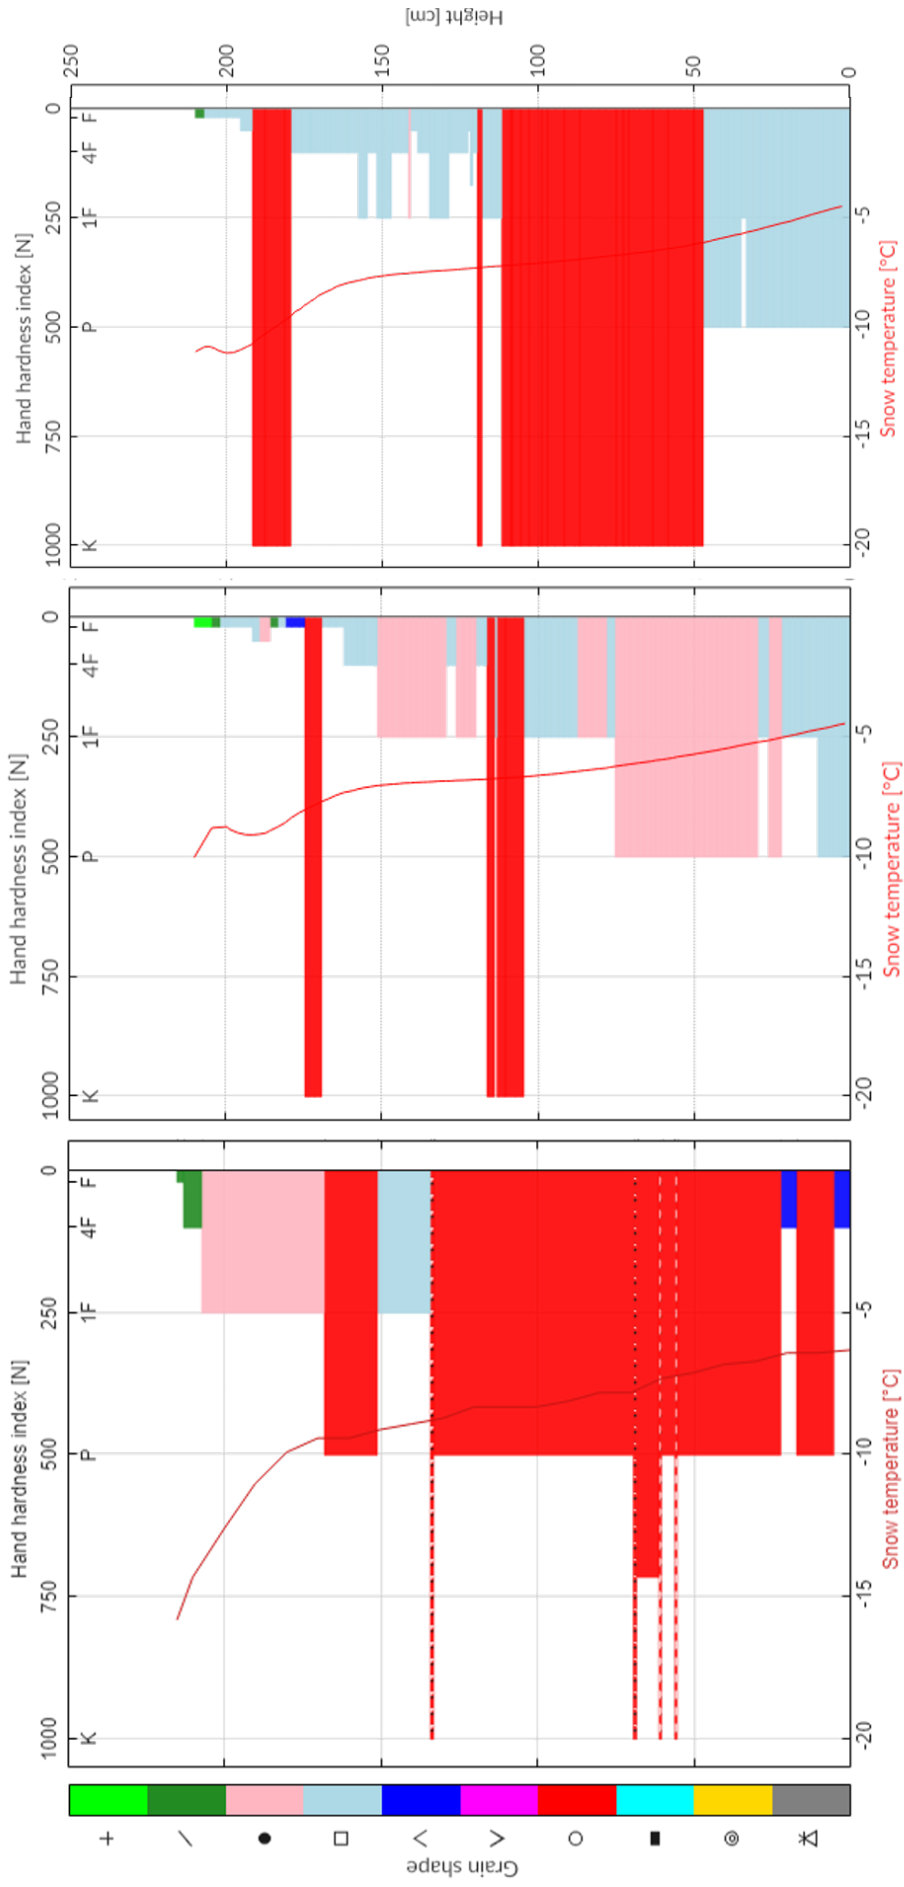 Grain shape
Hand hardness index [N]
1000 750 500 250 0
K P 1F 4F F
-20 -15 -10 -5
Snow temperature [°C]
Hand hardness index [N]
1000 750 500 250 0
K P 1F 4F F
-20 -15 -10 -5
Snow temperature [°C]
Hand hardness index [N]
1000 750 500 250 0
K P 1F 4F F
-20 -15 -10 -5
Snow temperature [°C]
250
200
150
100
50
0
Height [cm]